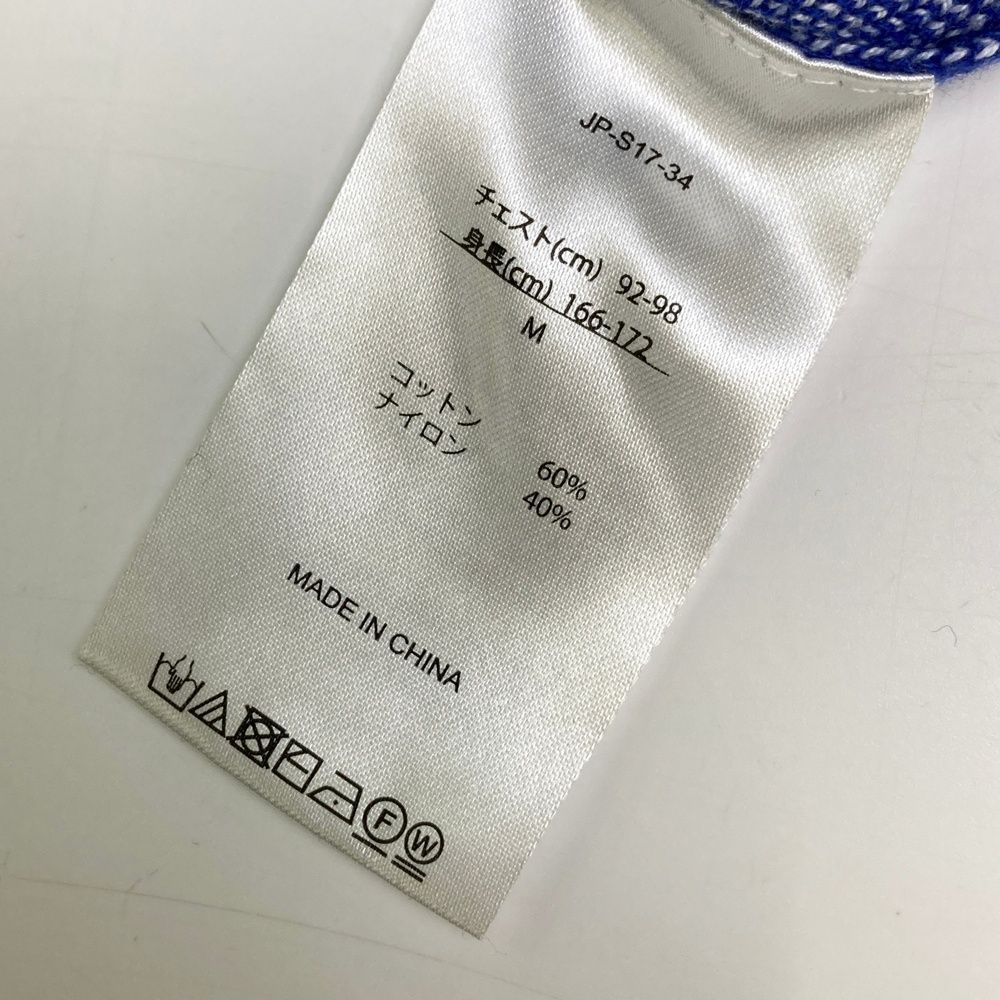 JP-S17-34
チェスト(cm) 92-98
身長(cm) 166-172
M
コットン 60%
ナイロン 40%
MADE IN CHINA
F W